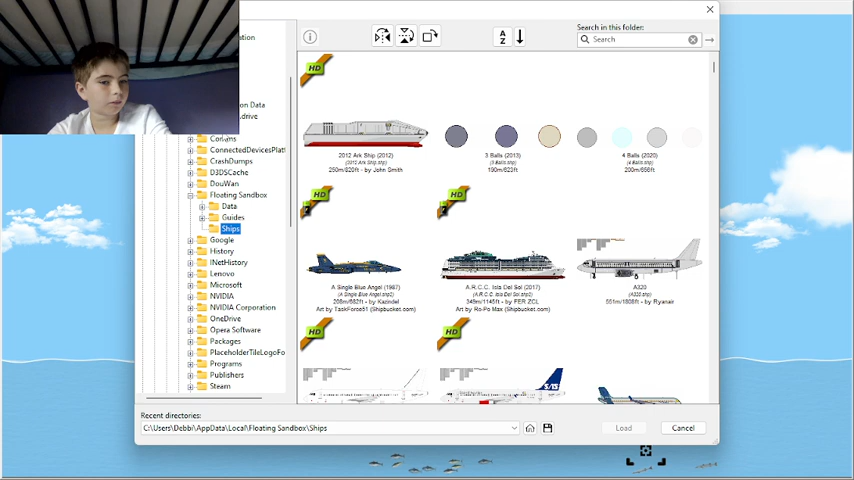 Search in this folder:
Search
A
Z
ation
on Data
.drive
Comms
ConnectedDevicesPlatf
CrashDumps
D3DSCache
DouWan
Floating Sandbox
Data
Guides
Ships
Google
History
INetHistory
Lenovo
Microsoft
NVIDIA
NVIDIA Corporation
OneDrive
Opera Software
Packages
PlaceholderTileLogoFo
Programs
Publishers
Steam
HD
2012 Ark Ship (2012)
(2012 Ark Ship.shp)
250m/820ft - by John Smith
3 Balls (2013)
(3 Balls.shp)
190m/623ft
4 Balls (2020)
(4 Balls.shp)
200m/656ft
HD
HD
A Single Blue Angel (1987)
(A Single Blue Angel.shp2)
208m/682ft - by Kazindel
Art by TaskForce51 (Shipbucket.com)
A.R.C.C. Isla Del Sol (2017)
(A.R.C.C. Isla Del Sol.shp)
349m/1145ft - by FER ZCL
Art by Ro-Po Max (Shipbucket.com)
A320
(A320.shp)
551m/1808ft - by Ryanair
HD
HD
SAS
Recent directories:
C:\Users\Debbi\AppData\Local\Floating Sandbox\Ships
Load
Cancel